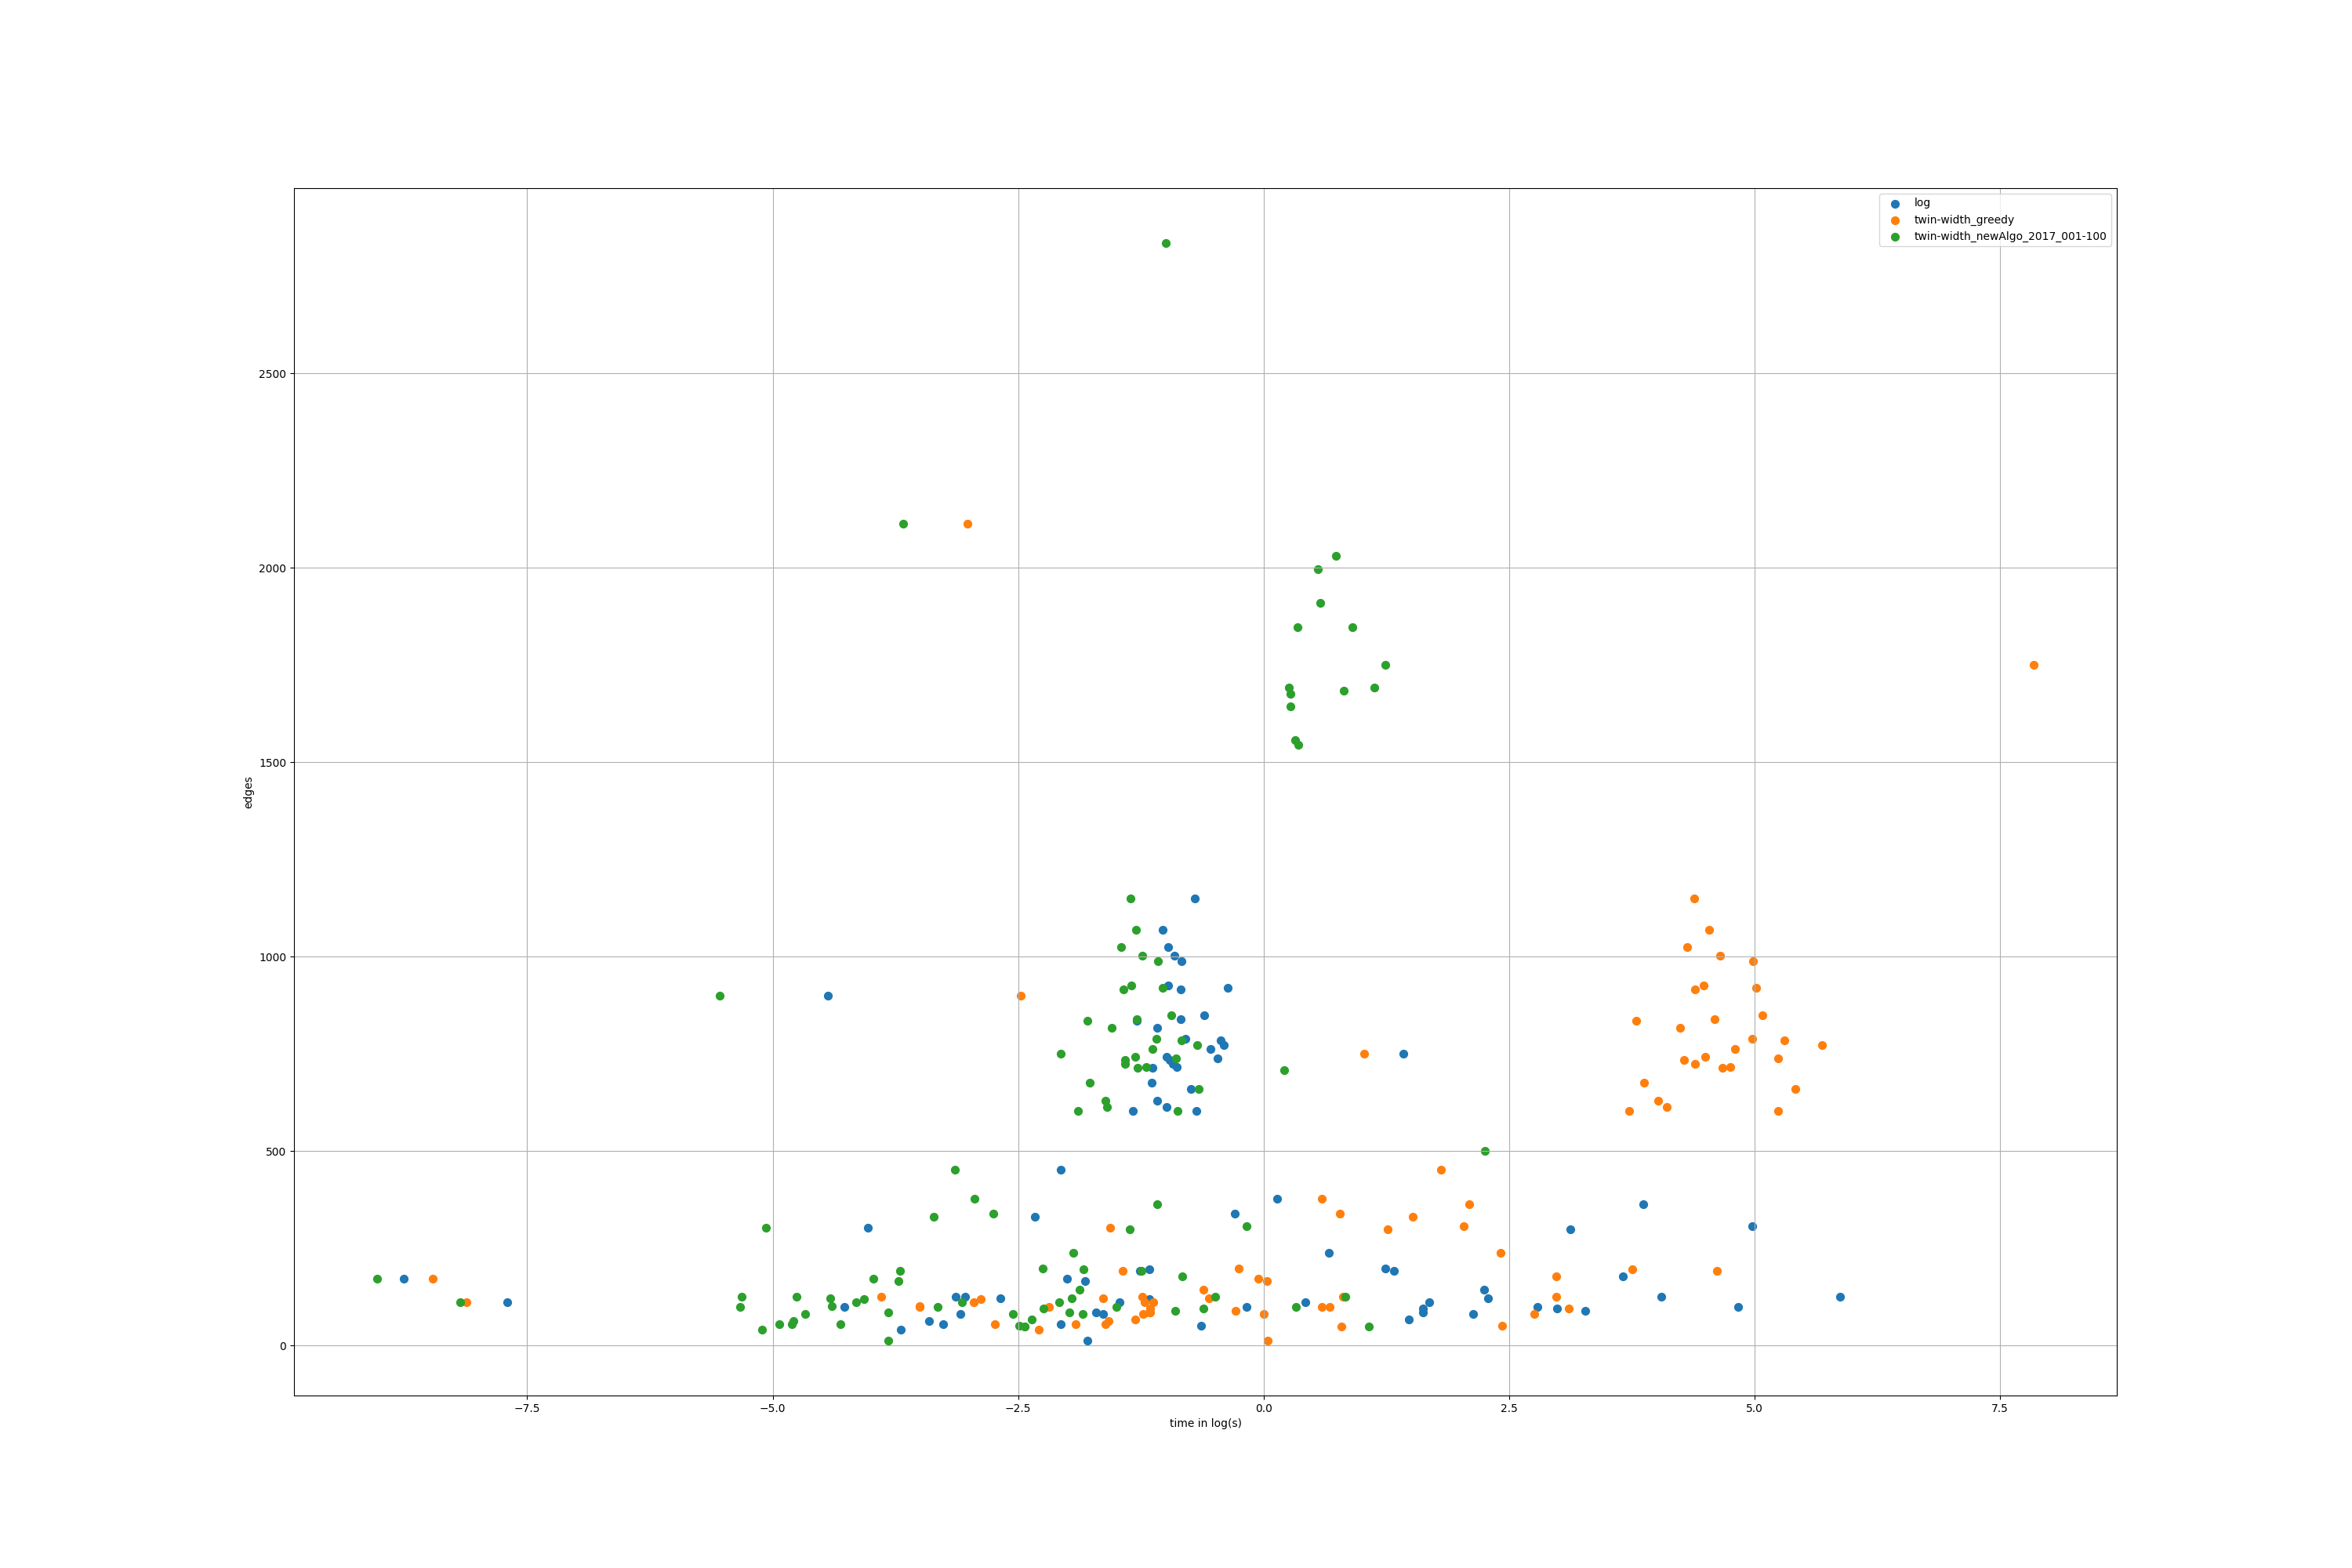 log
twin-width_greedy
twin-width_newAlgo_2017_001-100
2500
2000
1500
1000
500
0
edges
−7.5
−5.0
−2.5
0.0
2.5
5.0
7.5
time in log(s)